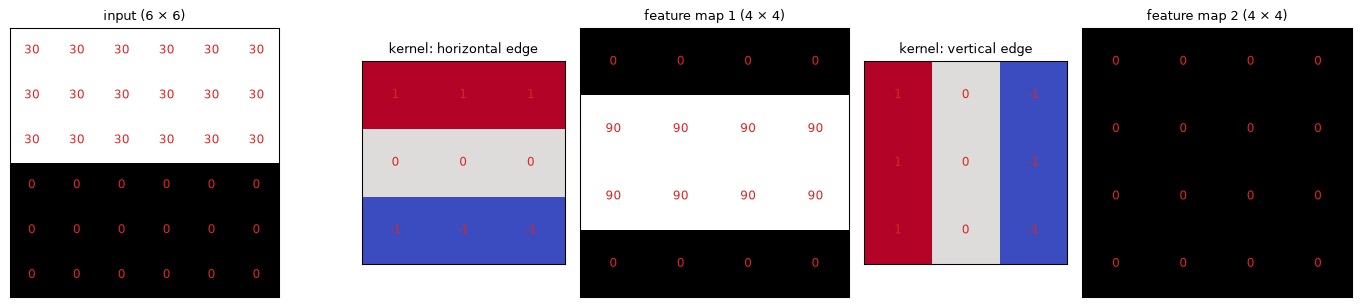 input (6 × 6)
30 30 30 30 30 30
30 30 30 30 30 30
30 30 30 30 30 30
0 0 0 0 0 0
0 0 0 0 0 0
0 0 0 0 0 0
kernel: horizontal edge
1 1 1
0 0 0
-1 -1 -1
feature map 1 (4 × 4)
0 0 0 0
90 90 90 90
90 90 90 90
0 0 0 0
kernel: vertical edge
1 0 -1
1 0 -1
1 0 -1
feature map 2 (4 × 4)
0 0 0 0
0 0 0 0
0 0 0 0
0 0 0 0